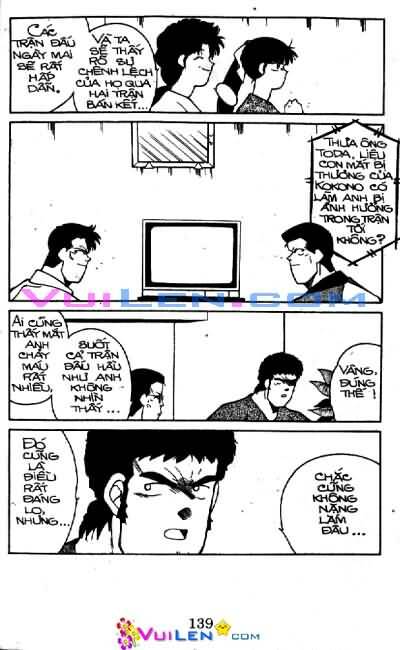 CÁC
TRẬN ĐẤU
NGÀY MAI
SẼ RẤT
HẤP
DẪN.
VÀ TA
SẼ THẤY
RÕ SỰ
CHÊNH LỆCH
CỦA HỌ QUA
HAI TRẬN
BÁN KẾT...
THƯA ÔNG
TODA, LIỆU
CON MẮT BỊ
THƯƠNG CỦA
KOKONO CÓ
LÀM ANH BỊ
ẢNH HƯỞNG
TRONG TRẬN
TỚI
KHÔNG?
VuiLen.com
AI CŨNG
THẤY MẮT
ANH
CHẢY
MÁU
RẤT
NHIỀU,
SUỐT
CẢ TRẬN
ĐẤU HẦU
NHƯ ANH
KHÔNG
NHÌN
THẤY...
VÂNG,
ĐÚNG
THẾ!
ĐÓ
CŨNG
LÀ
ĐIỀU
RẤT
ĐÁNG
LO,
NHƯNG...
CHẮC
CŨNG
KHÔNG
NẶNG
LẮM
ĐÂU...
139
VuiLen.com